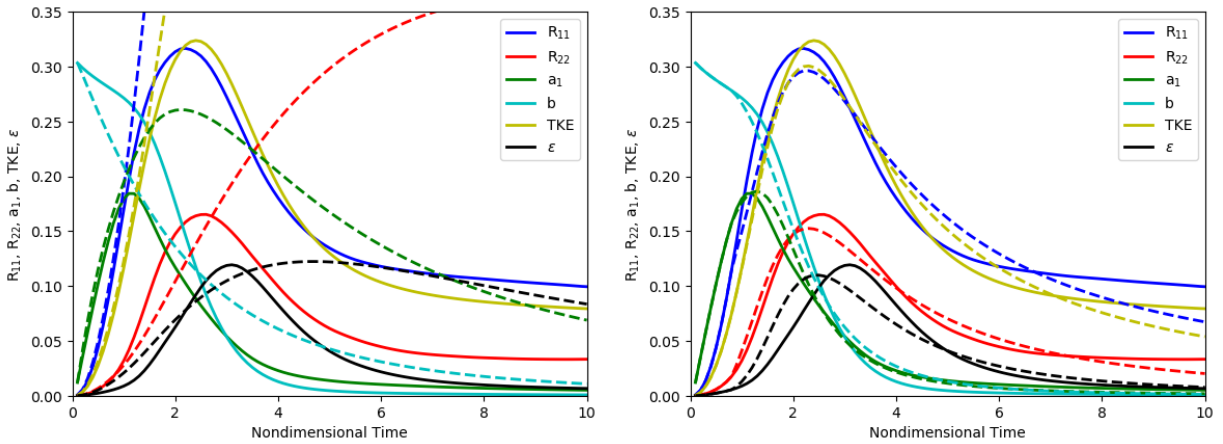 R11, R22, a1, b, TKE, ε
0.35
0.30
0.25
0.20
0.15
0.10
0.05
0.00
0 2 4 6 8 10
Nondimensional Time
R11
R22
a1
b
TKE
ε
R11, R22, a1, b, TKE, ε
0.35
0.30
0.25
0.20
0.15
0.10
0.05
0.00
0 2 4 6 8 10
Nondimensional Time
R11
R22
a1
b
TKE
ε